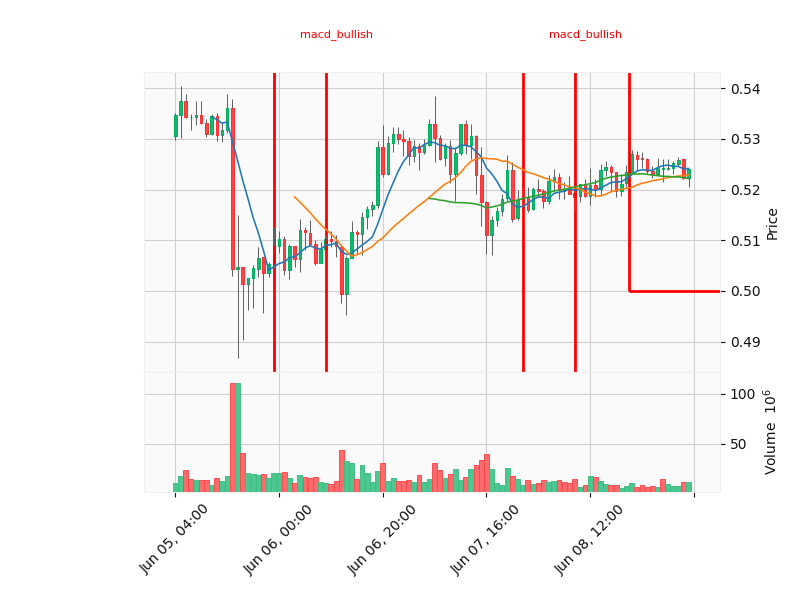 macd_bullish macd_bullish
0.54
0.53
0.52
0.51
0.50
0.49
Price
100
50
Volume 10⁶
Jun 05, 04:00
Jun 06, 00:00
Jun 06, 20:00
Jun 07, 16:00
Jun 08, 12:00